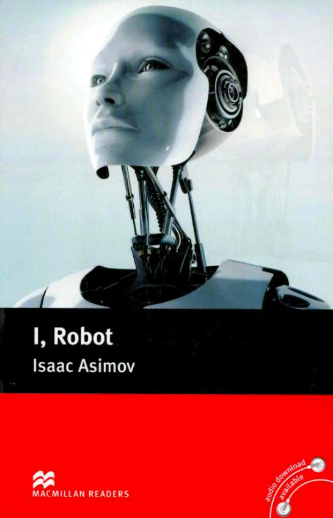 I, Robot
Isaac Asimov
MACMILLAN READERS
audio download
available